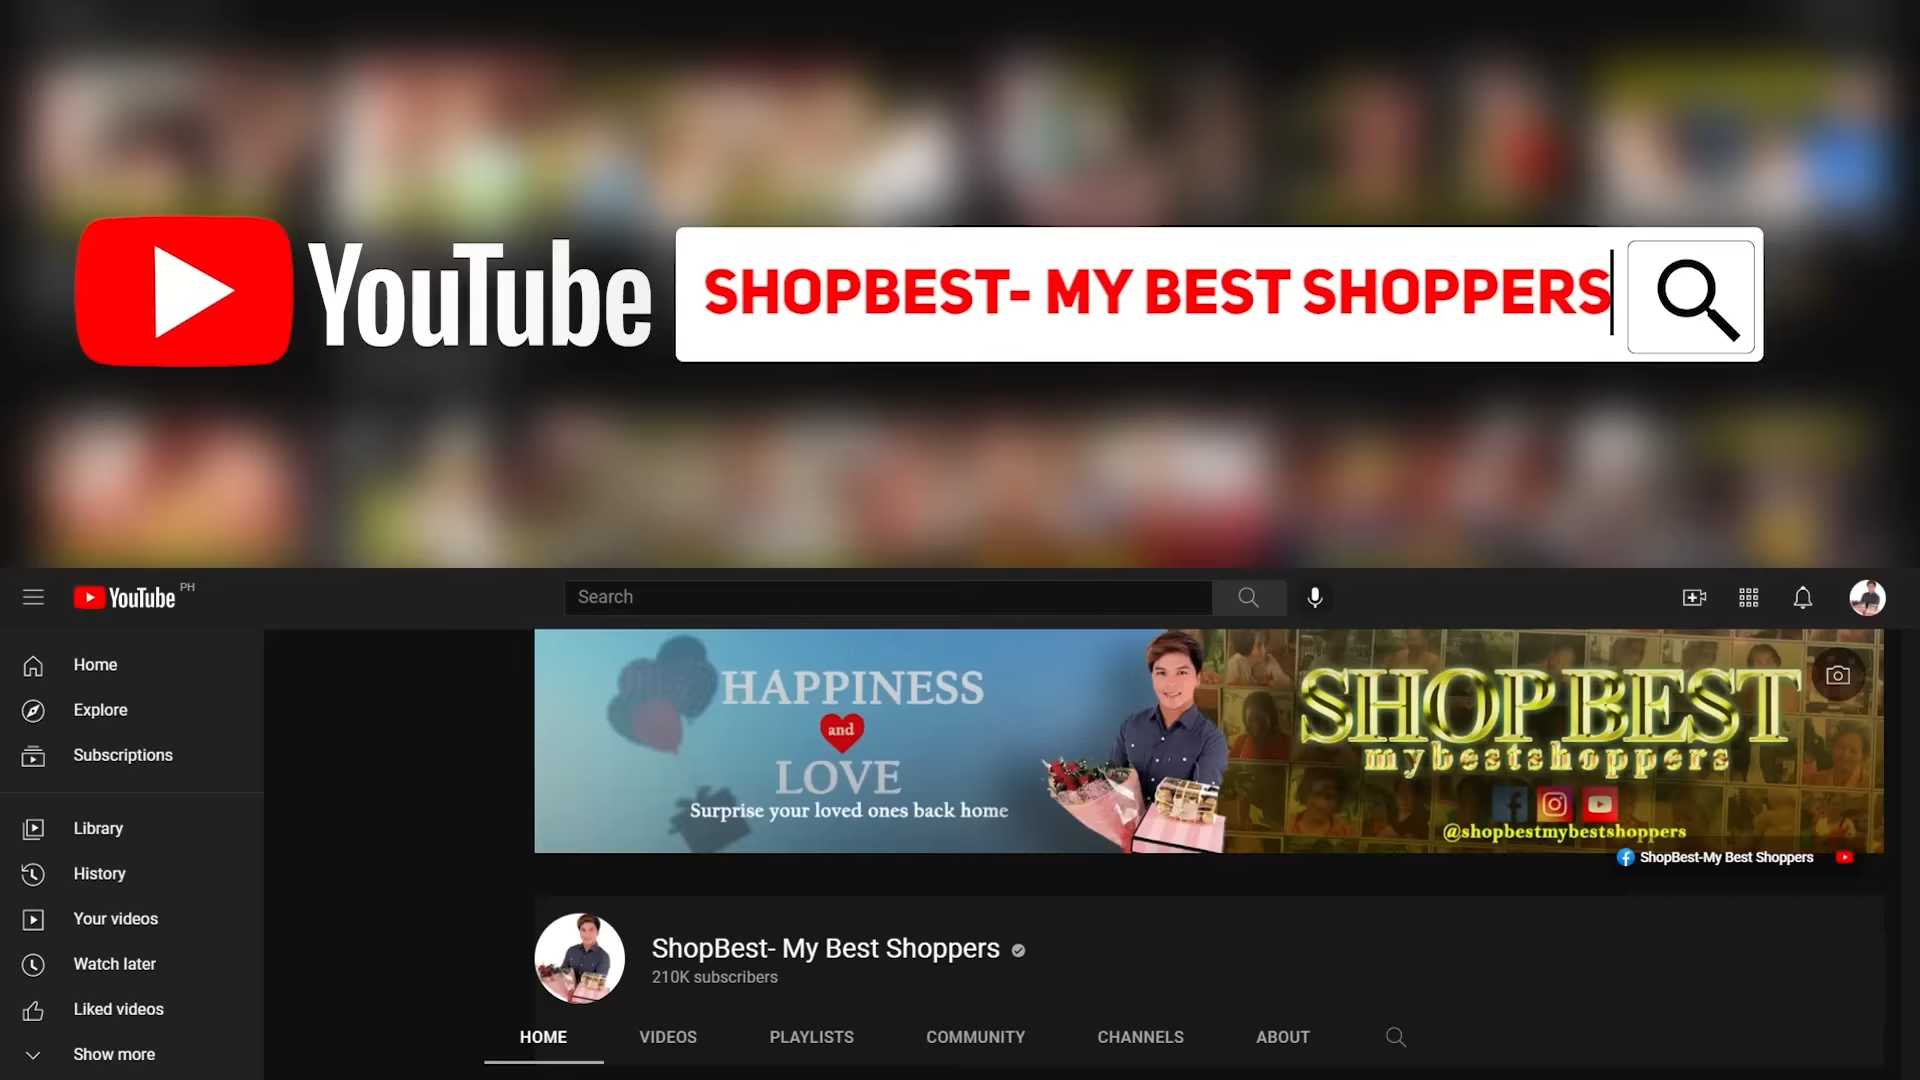 YouTube
SHOPBEST- MY BEST SHOPPERS
YouTube PH
Search
Home
Explore
Subscriptions
Library
History
Your videos
Watch later
Liked videos
Show more
HAPPINESS
and
LOVE
Surprise your loved ones back home
SHOP BEST
mybestshoppers
@shopbestmybestshoppers
ShopBest-My Best Shoppers
ShopBest- My Best Shoppers
210K subscribers
HOME VIDEOS PLAYLISTS COMMUNITY CHANNELS ABOUT